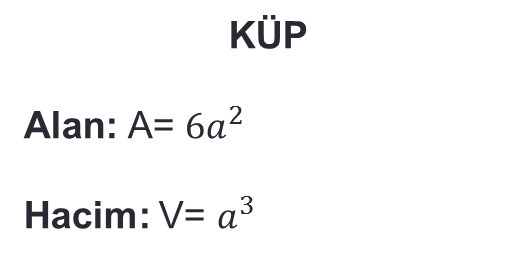 KÜP
Alan: A= 6a²
Hacim: V= a³